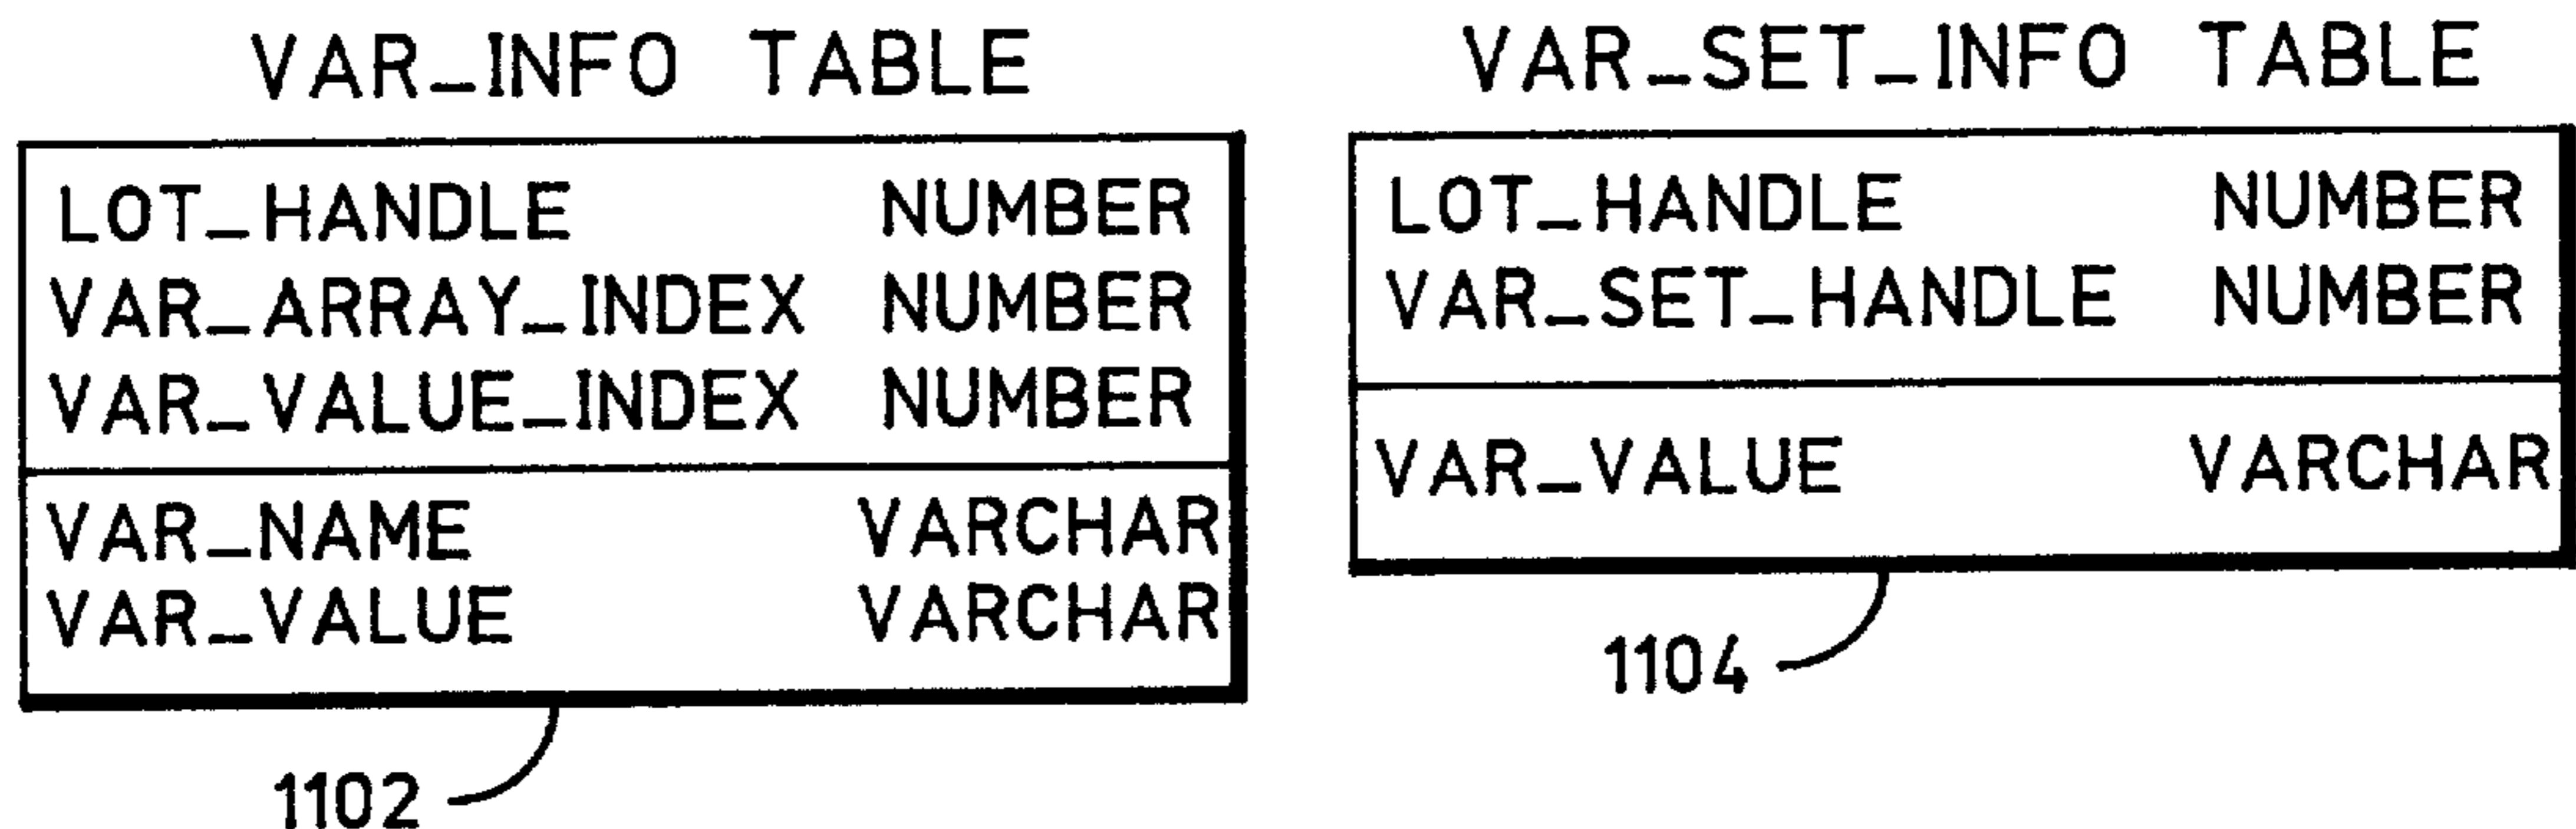 VAR_INFO TABLE
LOT_HANDLE NUMBER
VAR_ARRAY_INDEX NUMBER
VAR_VALUE_INDEX NUMBER
VAR_NAME VARCHAR
VAR_VALUE VARCHAR
1102
VAR_SET_INFO TABLE
LOT_HANDLE NUMBER
VAR_SET_HANDLE NUMBER
VAR_VALUE VARCHAR
1104